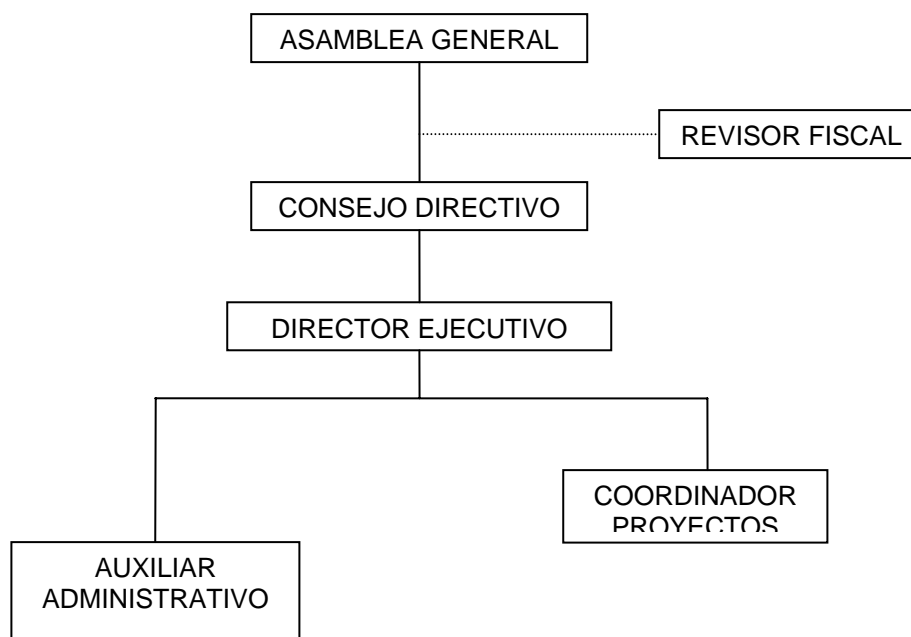 ASAMBLEA GENERAL
REVISOR FISCAL
CONSEJO DIRECTIVO
DIRECTOR EJECUTIVO
COORDINADOR
PROYECTOS
AUXILIAR
ADMINISTRATIVO